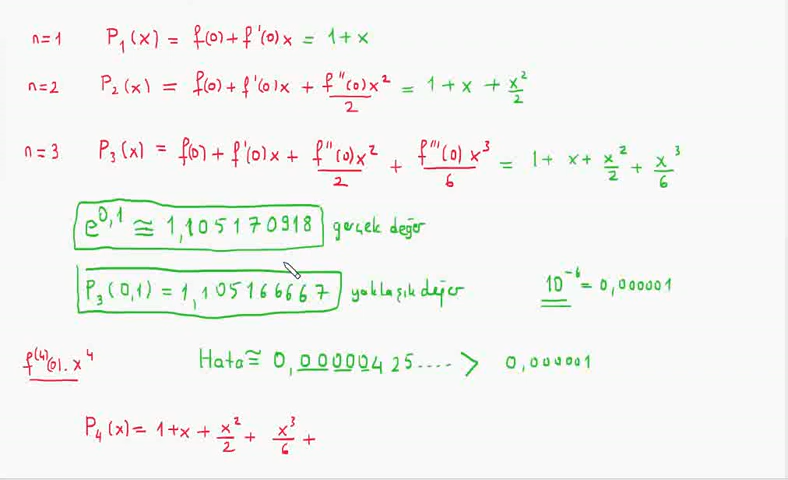 n=1 P₁(x) = f(0)+f'(0)x = 1+x
n=2 P₂(x) = f(0)+f'(0)x + f''(0)x²/2 = 1+x+x²/2
n=3 P₃(x) = f(0)+f'(0)x+ f''(0)x²/2 + f'''(0)x³/6 = 1+ x+ x²/2 + x³/6
e^0,1 ≅ 1,105170918 gerçek değer
P₃(0,1) = 1,105166667 yaklaşık değer 10⁻⁶ = 0,000001
f⁽⁴⁾(0).x⁴ Hata ≅ 0,00000425.... > 0,000001
P₄(x) = 1+x+ x²/2 + x³/6 +